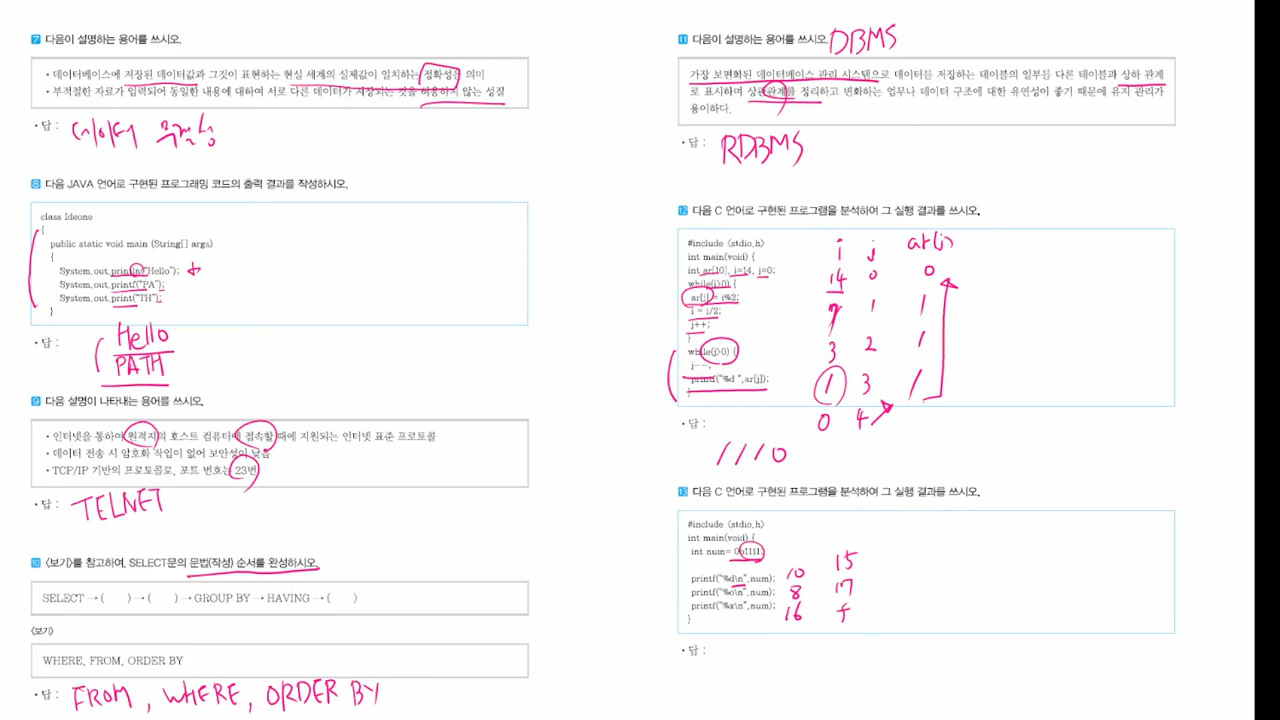 7 다음이 설명하는 용어를 쓰시오.
• 데이터베이스에 저장된 데이터값과 그것이 표현하는 현실 세계의 실제값이 일치하는 정확성을 의미
• 부적절한 자료가 입력되어 동일한 내용에 대하여 서로 다른 데이터가 저장되는 것을 허용하지 않는 성질
• 답 : 데이터 무결성
8 다음 JAVA 언어로 구현된 프로그래밍 코드의 출력 결과를 작성하시오.
class Ideone
{
public static void main (String[] args)
{
System.out.println("Hello");
System.out.printf("PA");
System.out.print("TH");
}
}
• 답 : Hello
PATH
9 다음 설명이 나타내는 용어를 쓰시오.
• 인터넷을 통하여 원격지의 호스트 컴퓨터에 접속할 때에 지원되는 인터넷 표준 프로토콜
• 데이터 전송 시 암호화 작업이 없어 보안성이 낮음
• TCP/IP 기반의 프로토콜로, 포트 번호는 23번
• 답 : TELNET
10 〈보기〉를 참고하여, SELECT문의 문법(작성) 순서를 완성하시오.
SELECT →( ) →( ) →GROUP BY →HAVING →( )
〈보기〉
WHERE, FROM, ORDER BY
• 답 : FROM, WHERE, ORDER BY
11 다음이 설명하는 용어를 쓰시오. DBMS
가장 보편화된 데이터베이스 관리 시스템으로 데이터를 저장하는 테이블의 일부를 다른 테이블과 상하 관계
로 표시하며 상관관계를 정리하고 변화하는 업무나 데이터 구조에 대한 유연성이 좋기 때문에 유지 관리가
용이하다.
• 답 : RDBMS
12 다음 C 언어로 구현된 프로그램을 분석하여 그 실행 결과를 쓰시오.
#include <stdio.h> i j ar(j)
int main(void) {
int ar[10], i=14, j=0; 14 0 0
while(i>0) {
ar[j] = i%2; 7 1 1
i = i/2;
j++;
} 3 2 1
while(j>0) {
j--;
printf("%d ",ar[j]); 1 3 1
}
0 4
• 답 :
1110
13 다음 C 언어로 구현된 프로그램을 분석하여 그 실행 결과를 쓰시오.
#include <stdio.h>
int main(void) {
int num= 0b1111; 15
printf("%d\n",num); 10
printf("%o\n",num); 8 17
printf("%x\n",num); 16 f
}
• 답 :